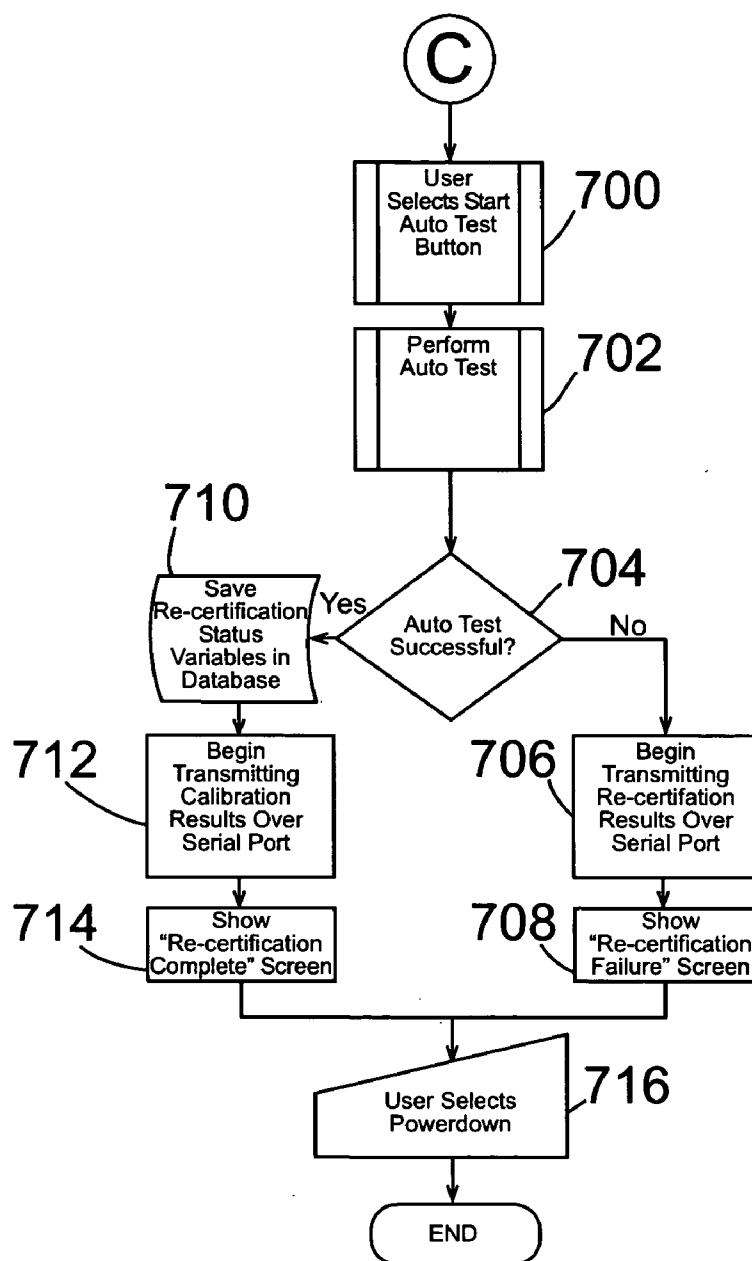 C
User
Selects Start
Auto Test
Button
700
Perform
Auto Test
702
710
Save
Re-certification
Status
Variables in
Database
Yes
Auto Test
Successful?
704
No
712
Begin
Transmitting
Calibration
Results Over
Serial Port
706
Begin
Transmitting
Re-certifation
Results Over
Serial Port
714
Show
“Re-certification
Complete” Screen
708
Show
“Re-certification
Failure” Screen
User Selects
Powerdown
716
END